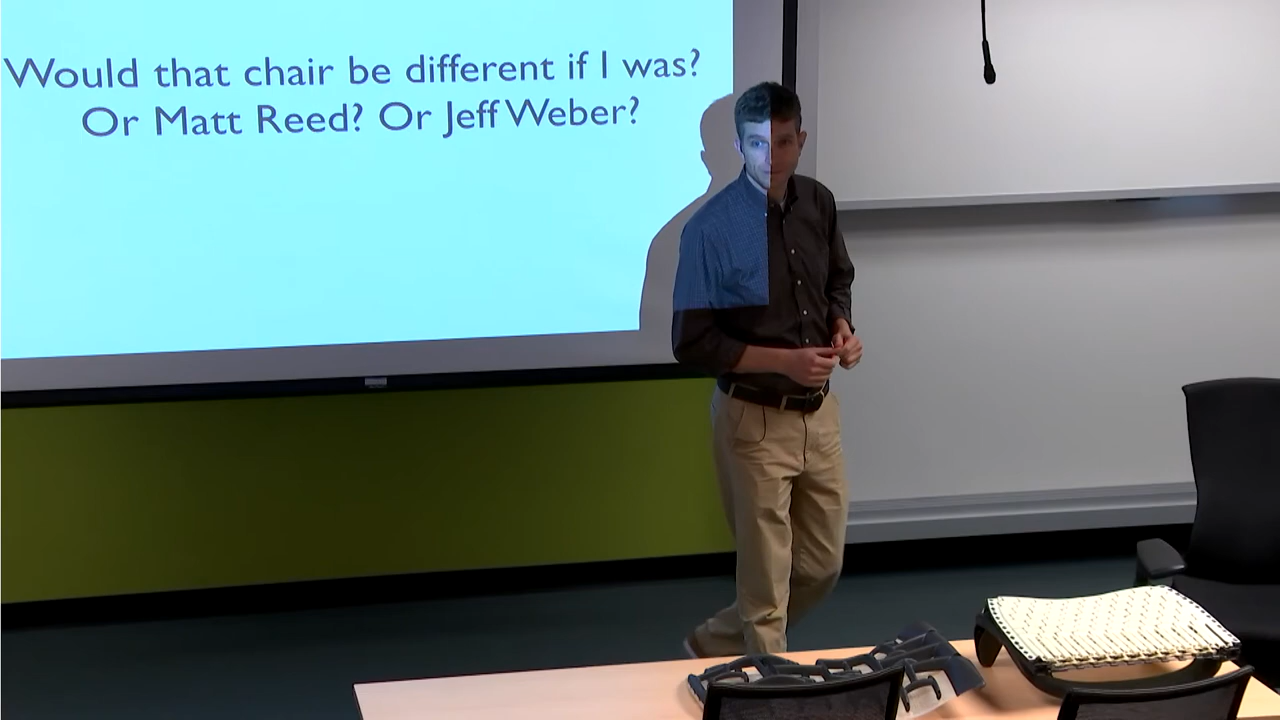 Would that chair be different if I was?
Or Matt Reed? Or Jeff Weber?